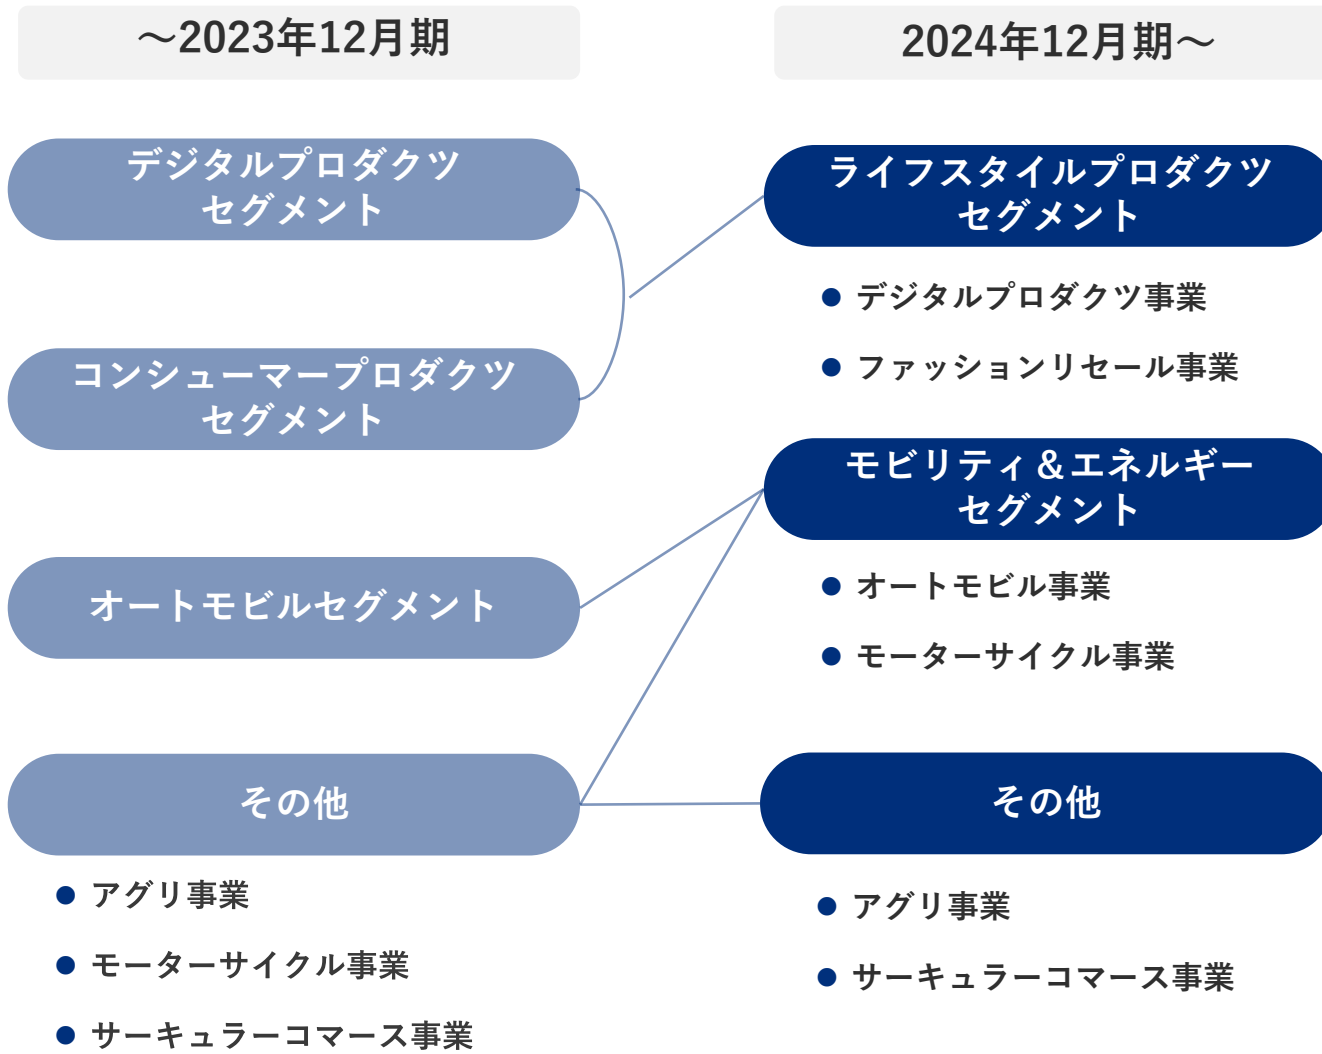 ～2023年12月期
デジタルプロダクツ
セグメント
コンシューマープロダクツ
セグメント
オートモビルセグメント
その他
アグリ事業
モーターサイクル事業
サーキュラーコマース事業
2024年12月期～
ライフスタイルプロダクツ
セグメント
デジタルプロダクツ事業
ファッションリセール事業
モビリティ＆エネルギー
セグメント
オートモビル事業
モーターサイクル事業
その他
アグリ事業
サーキュラーコマース事業